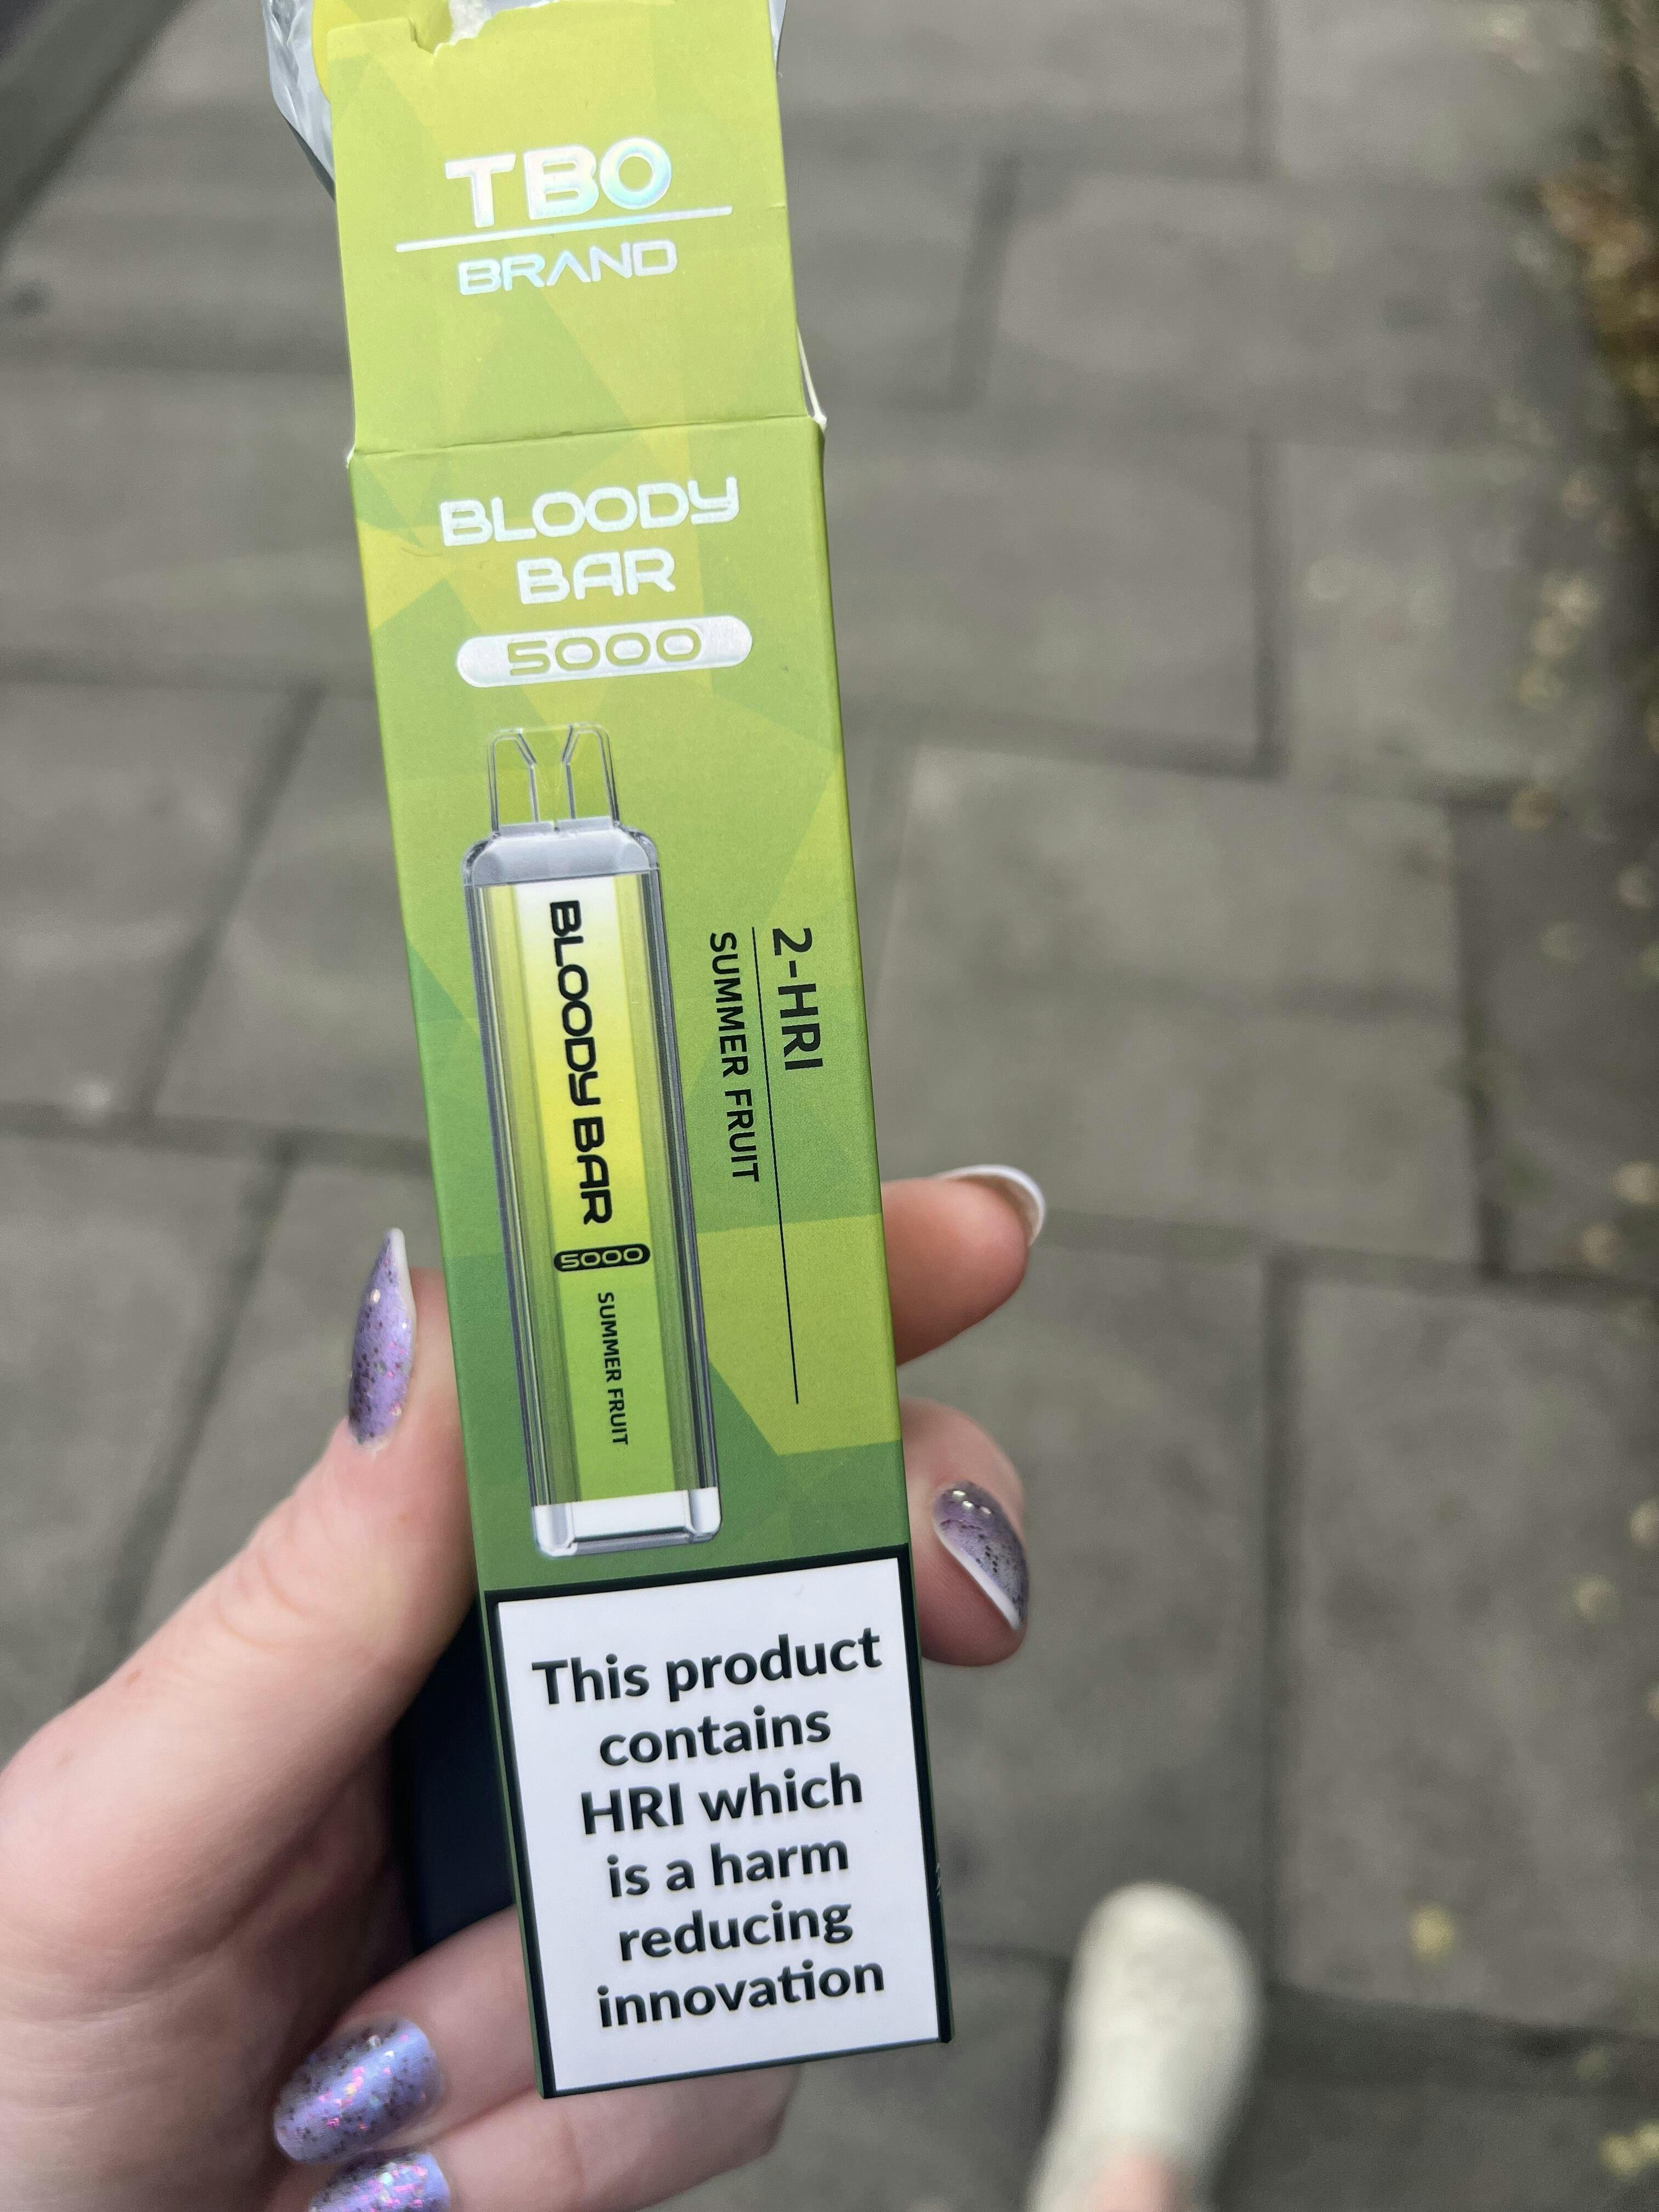 TBO
BRAND
BLOODY
BAR
5000
BLOODY BAR
5000
SUMMER FRUIT
2-HRI
SUMMER FRUIT
This product
contains
HRI which
is a harm
reducing
innovation